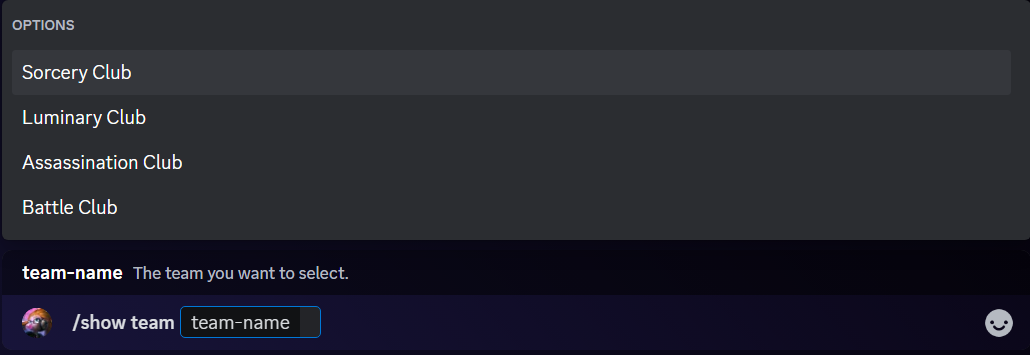 OPTIONS
Sorcery Club
Luminary Club
Assassination Club
Battle Club
team-name The team you want to select.
/show team team-name